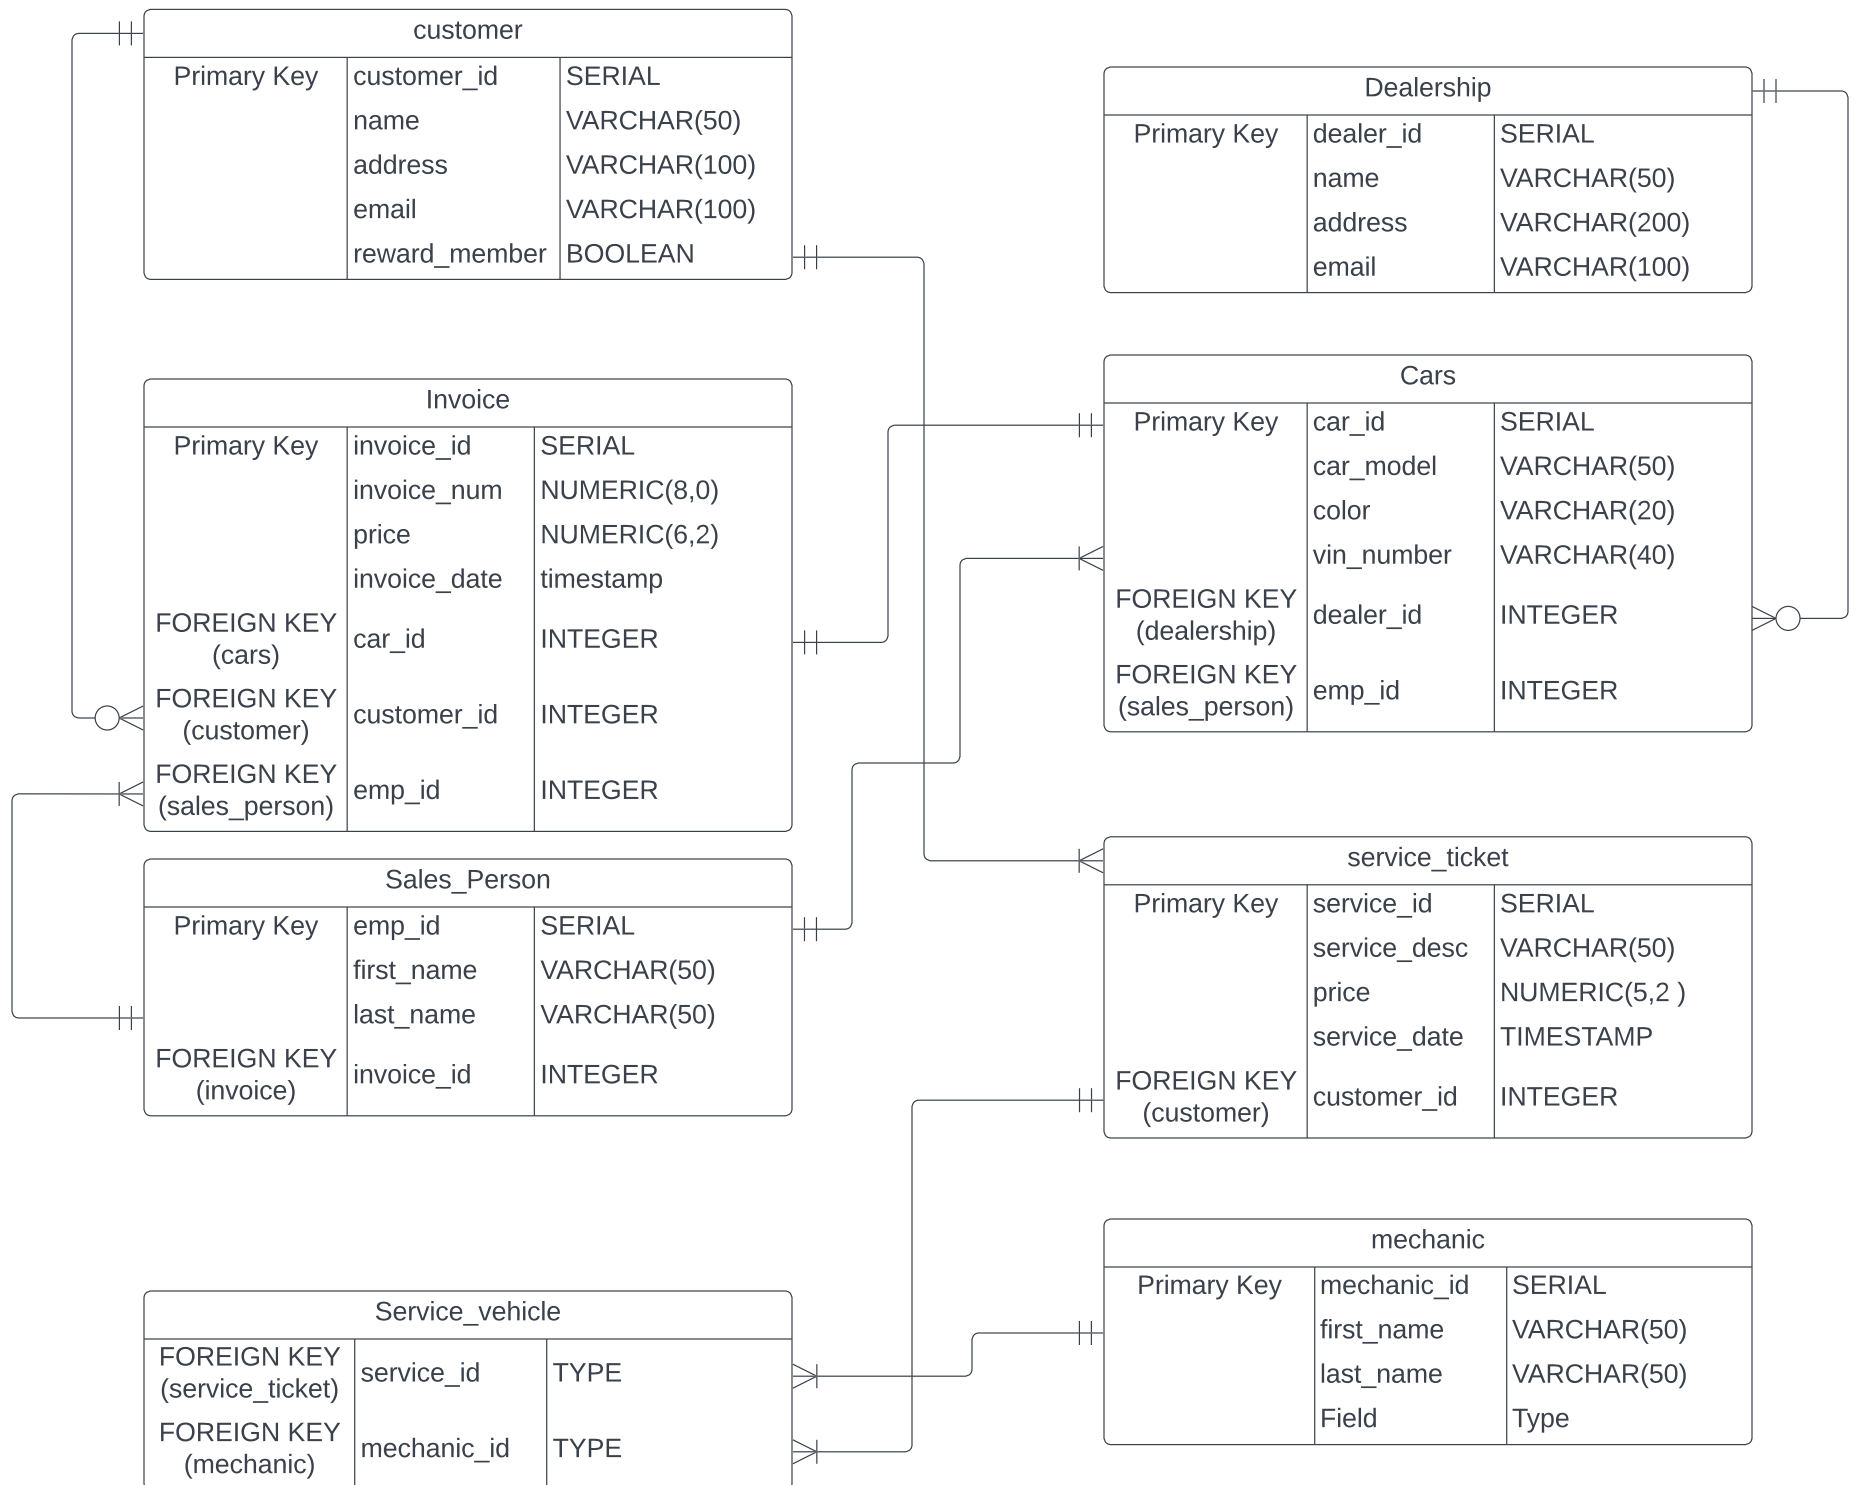 customer
Primary Key customer_id SERIAL
name VARCHAR(50)
address VARCHAR(100)
email VARCHAR(100)
reward_member BOOLEAN
Dealership
Primary Key dealer_id SERIAL
name VARCHAR(50)
address VARCHAR(200)
email VARCHAR(100)
Invoice
Primary Key invoice_id SERIAL
invoice_num NUMERIC(8,0)
price NUMERIC(6,2)
invoice_date timestamp
FOREIGN KEY
(cars) car_id INTEGER
FOREIGN KEY
(customer) customer_id INTEGER
FOREIGN KEY
(sales_person) emp_id INTEGER
Cars
Primary Key car_id SERIAL
car_model VARCHAR(50)
color VARCHAR(20)
vin_number VARCHAR(40)
FOREIGN KEY
(dealership) dealer_id INTEGER
FOREIGN KEY
(sales_person) emp_id INTEGER
Sales_Person
Primary Key emp_id SERIAL
first_name VARCHAR(50)
last_name VARCHAR(50)
FOREIGN KEY
(invoice) invoice_id INTEGER
service_ticket
Primary Key service_id SERIAL
service_desc VARCHAR(50)
price NUMERIC(5,2 )
service_date TIMESTAMP
FOREIGN KEY
(customer) customer_id INTEGER
Service_vehicle
FOREIGN KEY
(service_ticket) service_id TYPE
FOREIGN KEY
(mechanic) mechanic_id TYPE
mechanic
Primary Key mechanic_id SERIAL
first_name VARCHAR(50)
last_name VARCHAR(50)
Field Type